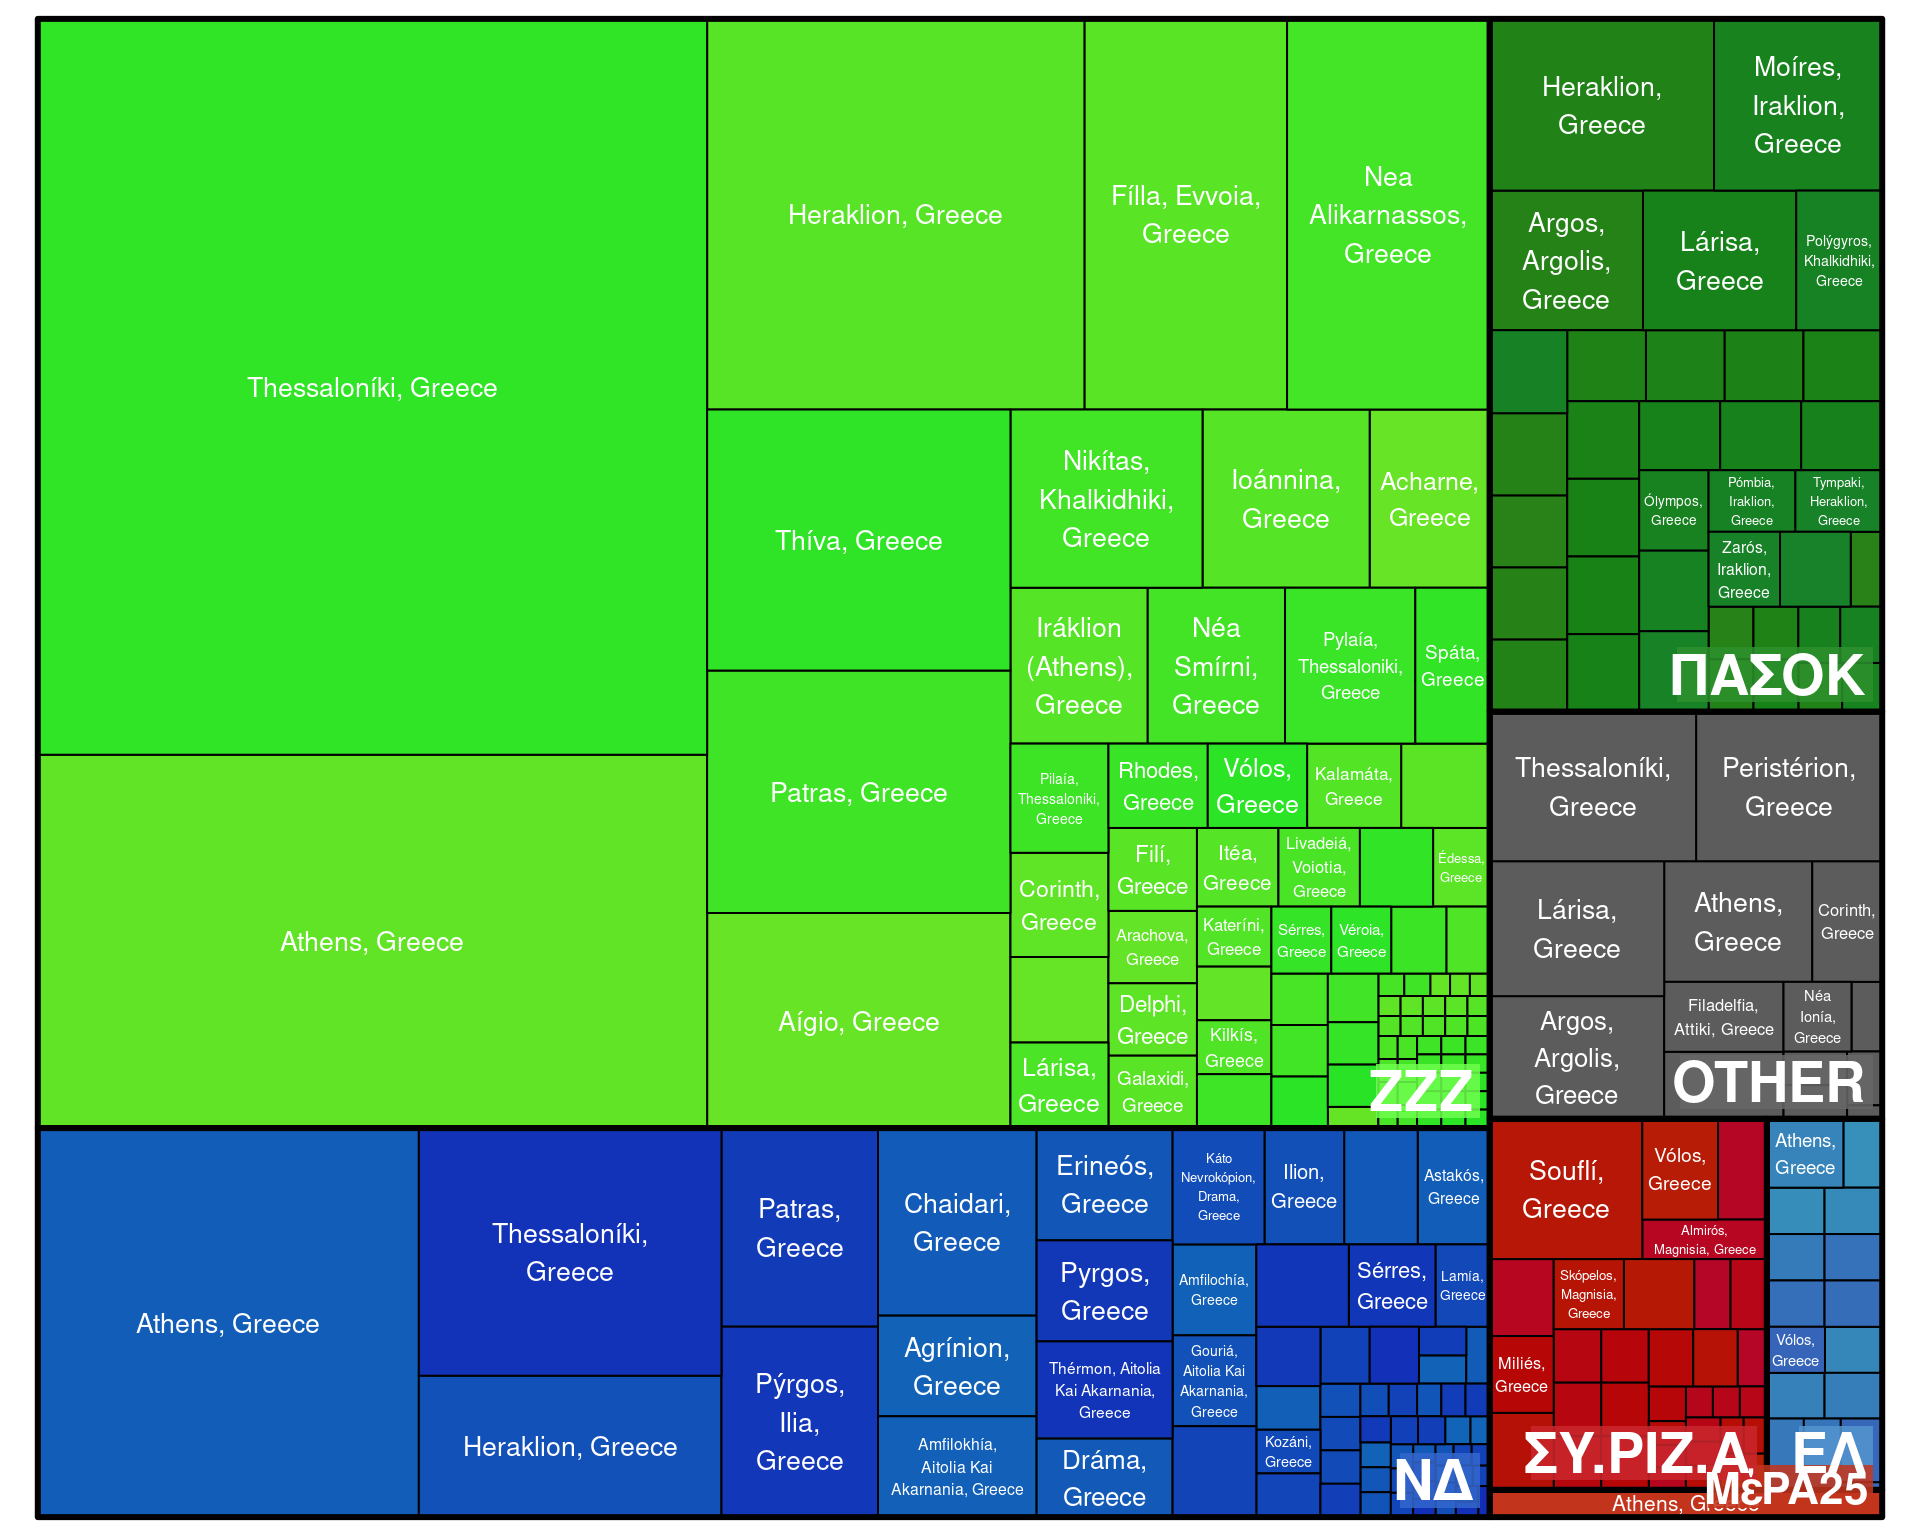 Thessaloníki, Greece
Athens, Greece
Heraklion, Greece
Fílla, Evvoia,
Greece
Nea
Alikarnassos,
Greece
Thíva, Greece
Patras, Greece
Aígio, Greece
Nikítas,
Khalkidhiki,
Greece
Ioánnina,
Greece
Acharne,
Greece
Iráklion
(Athens),
Greece
Néa
Smírni,
Greece
Pylaía,
Thessaloniki,
Greece
Spáta,
Greece
Pilaía,
Thessaloniki,
Greece
Rhodes,
Greece
Vólos,
Greece
Kalamáta,
Greece
Corinth,
Greece
Filí,
Greece
Itéa,
Greece
Livadeiá,
Voiotia,
Greece
Édessa,
Greece
Arachova,
Greece
Kateríni,
Greece
Sérres,
Greece
Véroia,
Greece
Delphi,
Greece
Kilkís,
Greece
Lárisa,
Greece
Galaxidi,
Greece
ZZZ
Athens, Greece
Thessaloníki,
Greece
Heraklion, Greece
Patras,
Greece
Pýrgos,
Ilia,
Greece
Chaidari,
Greece
Agrínion,
Greece
Amfilokhía,
Aitolia Kai
Akarnania, Greece
Erineós,
Greece
Pyrgos,
Greece
Thérmon, Aitolia
Kai Akarnania,
Greece
Dráma,
Greece
Káto
Nevrokópion,
Drama,
Greece
Ilion,
Greece
Astakós,
Greece
Amfilochía,
Greece
Gouriá,
Aitolia Kai
Akarnania,
Greece
Sérres,
Greece
Lamía,
Greece
Kozáni,
Greece
ΝΔ
Heraklion,
Greece
Moíres,
Iraklion,
Greece
Argos,
Argolis,
Greece
Lárisa,
Greece
Polýgyros,
Khalkidhiki,
Greece
Ólympos,
Greece
Pómbia,
Iraklion,
Greece
Tympaki,
Heraklion,
Greece
Zarós,
Iraklion,
Greece
ΠΑΣΟΚ
Thessaloníki,
Greece
Peristérion,
Greece
Lárisa,
Greece
Athens,
Greece
Corinth,
Greece
Argos,
Argolis,
Greece
Filadelfia,
Attiki, Greece
Néa
Ionía,
Greece
OTHER
Souflí,
Greece
Vólos,
Greece
Almirós,
Magnisia, Greece
Skópelos,
Magnisia,
Greece
Miliés,
Greece
ΣΥ.ΡΙΖ.Α.
Athens,
Greece
Vólos,
Greece
ΕΛ
Athens, Greece
ΜέΡΑ25